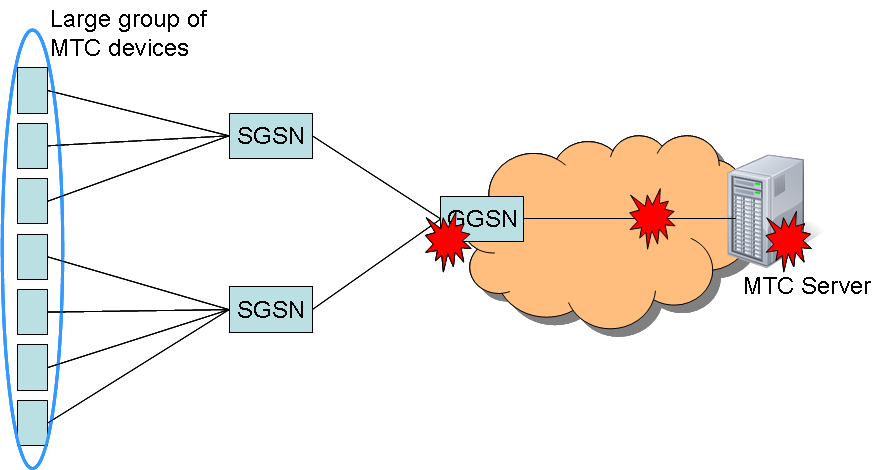 Large group of
MTC devices
SGSN
GGSN
SGSN
MTC Server